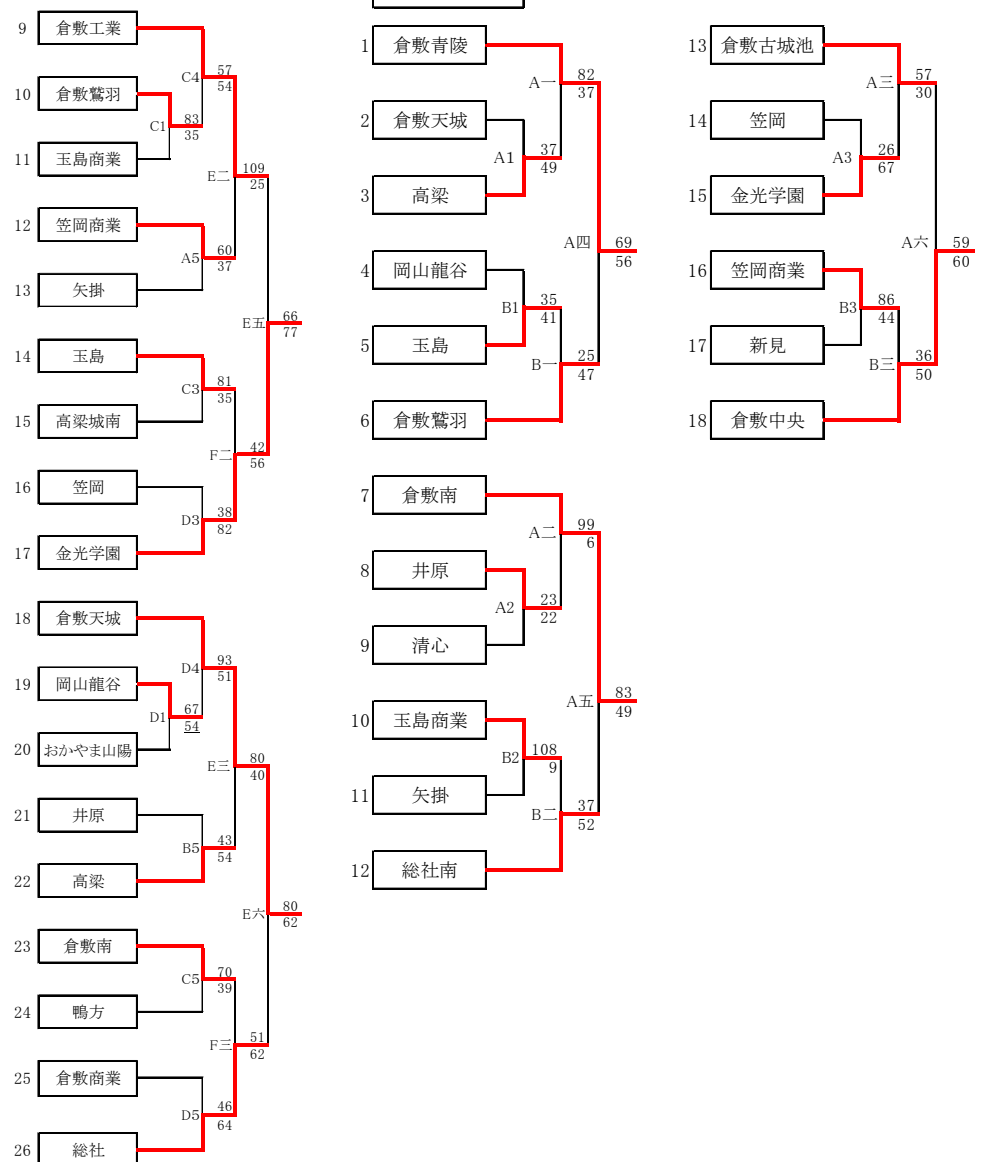 9 倉敷工業
C4
57
54
10 倉敷鷲羽
C1
83
35
11 玉島商業
E二
109
25
12 笠岡商業
A5
60
37
13 矢掛
E五
66
77
14 玉島
C3
81
35
15 高梁城南
F二
42
56
16 笠岡
D3
38
82
17 金光学園
18 倉敷天城
D4
93
51
19 岡山龍谷
D1
67
54
20 おかやま山陽
E三
80
40
21 井原
B5
43
54
22 高梁
E六
80
62
23 倉敷南
C5
70
39
24 鴨方
F三
51
62
25 倉敷商業
D5
46
64
26 総社
1 倉敷青陵
A一
82
37
2 倉敷天城
A1
37
49
3 高梁
A四
69
56
4 岡山龍谷
B1
35
41
5 玉島
B一
25
47
6 倉敷鷲羽
7 倉敷南
A二
99
6
8 井原
A2
23
22
9 清心
A五
83
49
10 玉島商業
B2
108
9
11 矢掛
B二
37
52
12 総社南
13 倉敷古城池
A三
57
30
14 笠岡
A3
26
67
15 金光学園
A六
59
60
16 笠岡商業
B3
86
44
17 新見
B三
36
50
18 倉敷中央